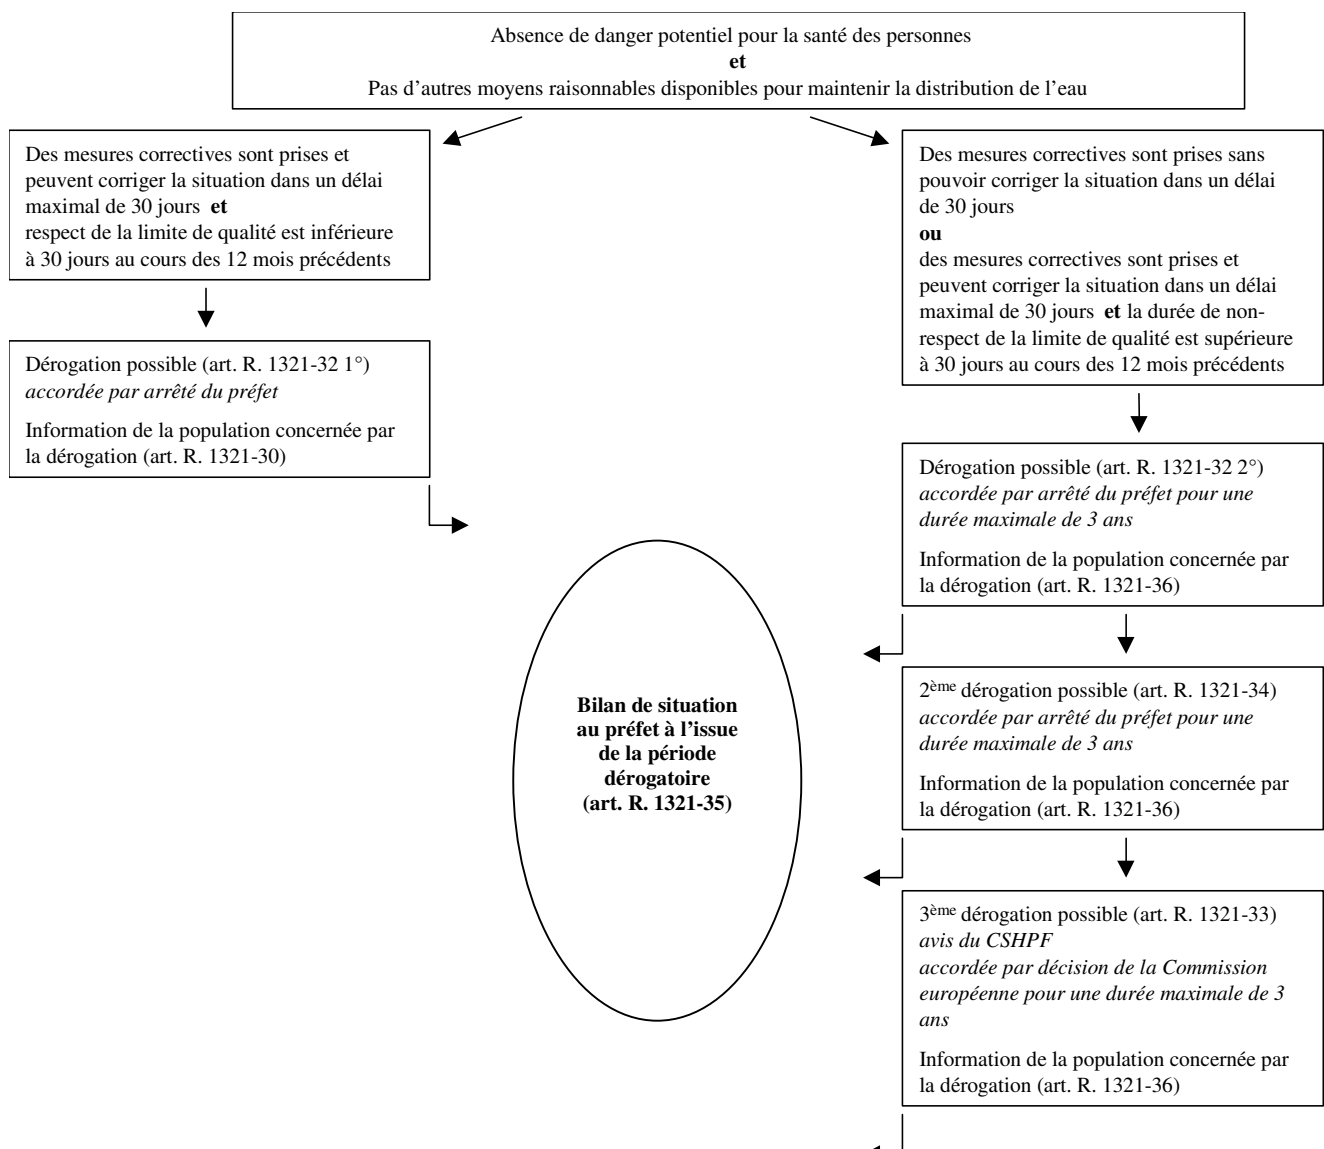 Absence de danger potentiel pour la santé des personnes
et
Pas d'autres moyens raisonnables disponibles pour maintenir la distribution de l'eau
Des mesures correctives sont prises et
peuvent corriger la situation dans un délai
maximal de 30 jours et
respect de la limite de qualité est inférieure
à 30 jours au cours des 12 mois précédents
Dérogation possible (art. R. 1321-32 1°)
accordée par arrêté du préfet
Information de la population concernée par
la dérogation (art. R. 1321-30)
Des mesures correctives sont prises sans
pouvoir corriger la situation dans un délai
de 30 jours
ou
des mesures correctives sont prises et
peuvent corriger la situation dans un délai
maximal de 30 jours et la durée de non-
respect de la limite de qualité est supérieure
à 30 jours au cours des 12 mois précédents
Dérogation possible (art. R. 1321-32 2°)
accordée par arrêté du préfet pour une
durée maximale de 3 ans
Information de la population concernée par
la dérogation (art. R. 1321-36)
2ème dérogation possible (art. R. 1321-34)
accordée par arrêté du préfet pour une
durée maximale de 3 ans
Information de la population concernée par
la dérogation (art. R. 1321-36)
3ème dérogation possible (art. R. 1321-33)
avis du CSHPF
accordée par décision de la Commission
européenne pour une durée maximale de 3
ans
Information de la population concernée par
la dérogation (art. R. 1321-36)
Bilan de situation
au préfet à l'issue
de la période
dérogatoire
(art. R. 1321-35)